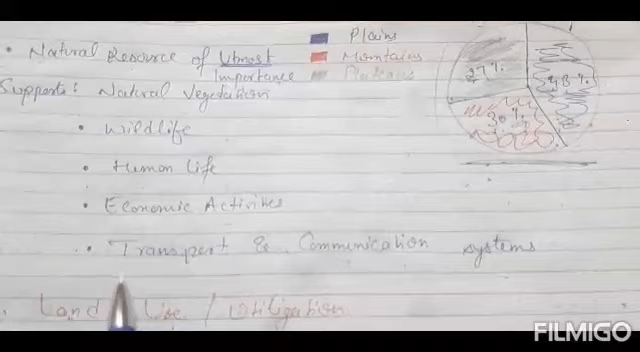 Plains
• Natural Resource of Utmost
Mountains
Importance
Plateaus
Supports: Natural Vegetation
• Wildlife
• Human life
• Economic Activities
• Transport & Communication systems
• Land Use / Utilization
27%
43%
30%
FILMIGO